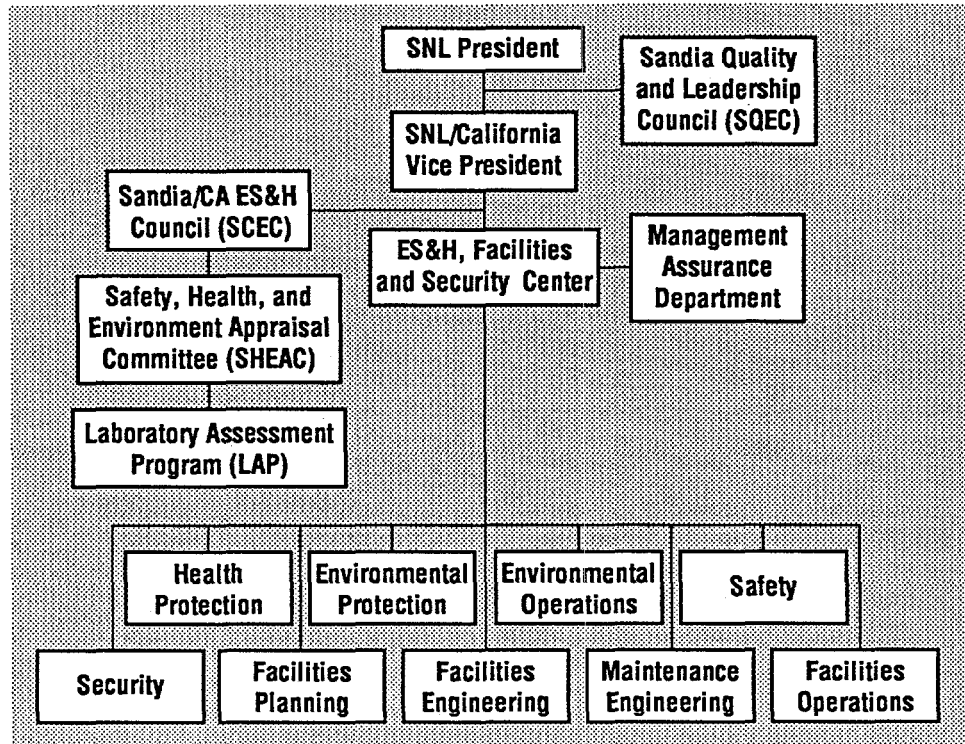 SNL President
Sandia Quality
and Leadership
Council (SQEC)
SNL/California
Vice President
Sandia/CA ES&H
Council (SCEC)
ES&H, Facilities
and Security Center
Management
Assurance
Department
Safety, Health, and
Environment Appraisal
Committee (SHEAC)
Laboratory Assessment
Program (LAP)
Health
Protection
Environmental
Protection
Environmental
Operations
Safety
Security
Facilities
Planning
Facilities
Engineering
Maintenance
Engineering
Facilities
Operations